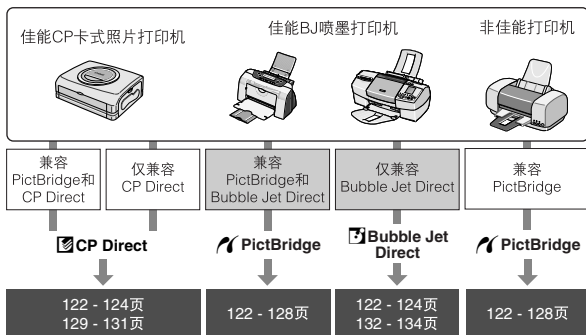 佳能CP卡式照片打印机
佳能BJ喷墨打印机
非佳能打印机
兼容
PictBridge和
CP Direct
仅兼容
CP Direct
兼容
PictBridge和
Bubble Jet Direct
仅兼容
Bubble Jet Direct
兼容
PictBridge
CP Direct
PictBridge
Bubble Jet
Direct
PictBridge
122 - 124页
129 - 131页
122 - 128页
122 - 124页
132 - 134页
122 - 128页